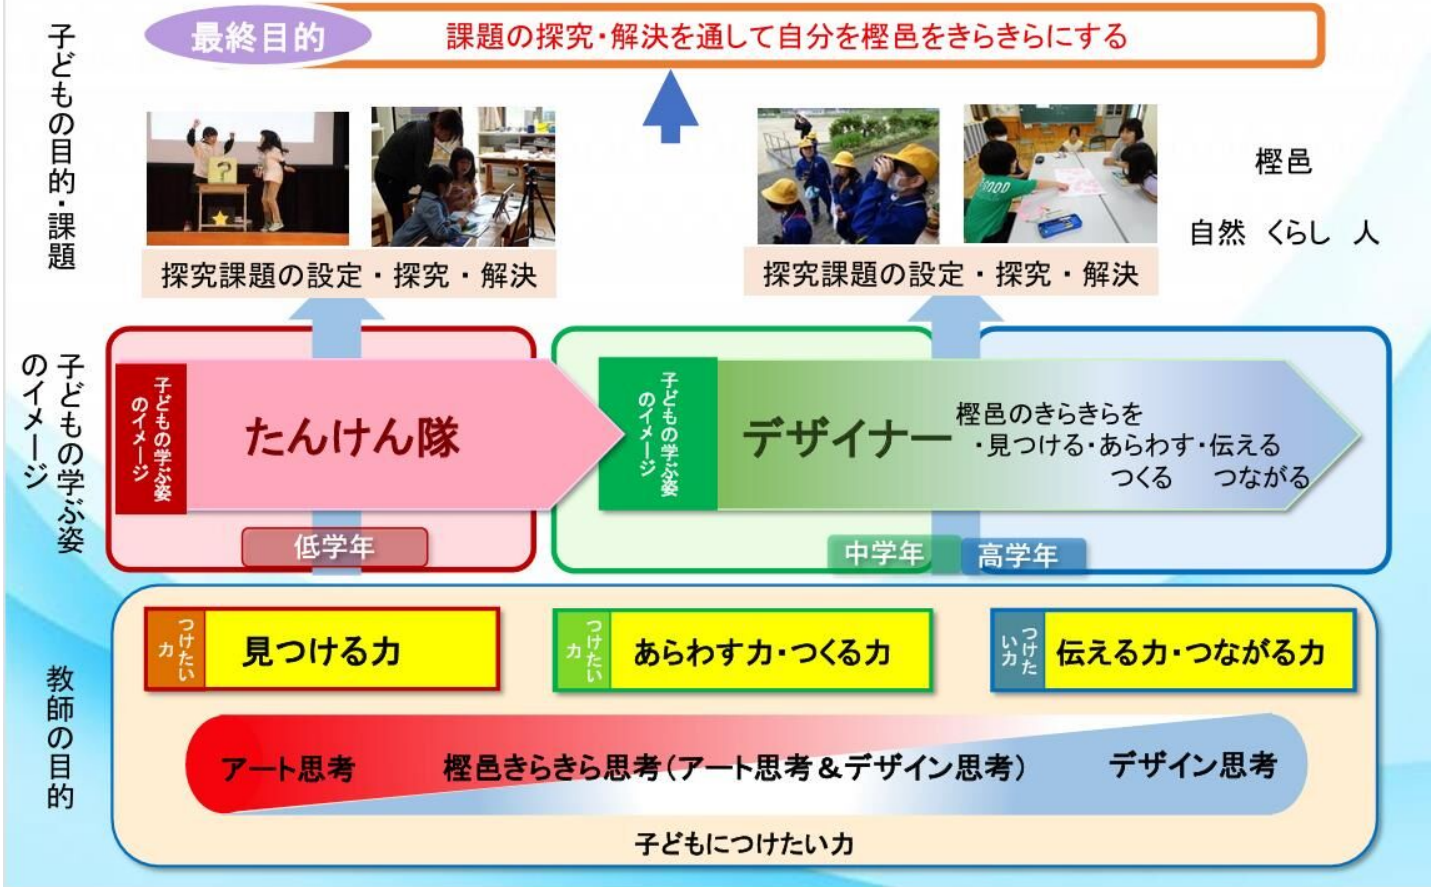 子どもの目的・課題
最終目的
課題の探究・解決を通して自分を樫邑をきらきらにする
?
GOOD
樫邑
自然　くらし　人
探究課題の設定・探究・解決
探究課題の設定・探究・解決
子どもの学ぶ姿
のイメージ
子どもの学ぶ姿
のイメージ
たんけん隊
低学年
子どもの学ぶ姿
のイメージ
デザイナー
樫邑のきらきらを
・見つける・あらわす・伝える
つくる　つながる
中学年
高学年
教師の目的
つけたい
力
見つける力
つけたい
力
あらわす力・つくる力
つけた
い力
伝える力・つながる力
アート思考
樫邑きらきら思考（アート思考＆デザイン思考）
デザイン思考
子どもにつけたい力